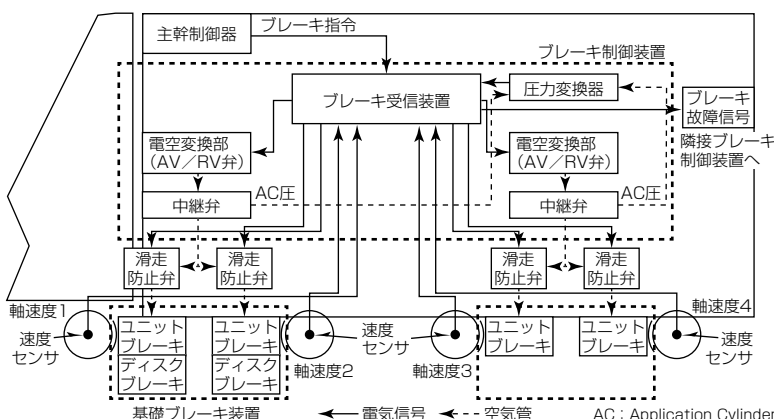 主幹制御器
ブレーキ指令
ブレーキ制御装置
ブレーキ受信装置
圧力変換器
ブレーキ
故障信号
隣接ブレーキ
制御装置へ
電空変換部
(AV/RV弁)
電空変換部
(AV/RV弁)
中継弁
AC圧
中継弁
AC圧
滑走
防止弁
滑走
防止弁
滑走
防止弁
滑走
防止弁
軸速度1
軸速度4
速度
センサ
ユニット
ブレーキ
ディスク
ブレーキ
ユニット
ブレーキ
ディスク
ブレーキ
速度
センサ
軸速度2
軸速度3
ユニット
ブレーキ
ユニット
ブレーキ
速度
センサ
基礎ブレーキ装置
電気信号
空気管
AC:Application Cylinder